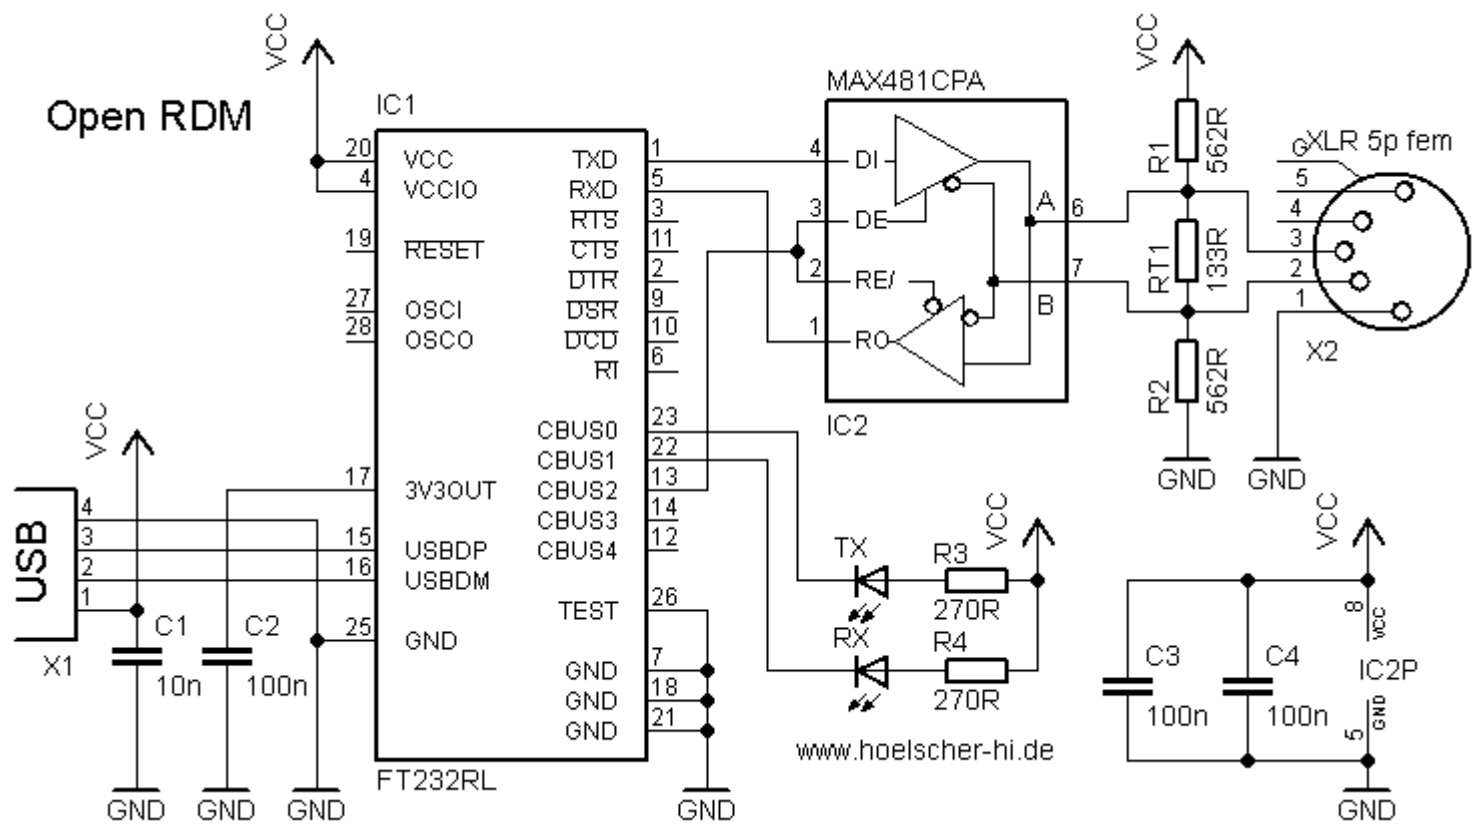 Open RDM
VCC
IC1
20
VCC
4
VCCIO
19
RESET
27
OSCI
28
OSCO
17
3V3OUT
15
USBDP
16
USBDM
25
GND
TXD
1
RXD
5
RTS
3
CTS
11
DTR
2
DSR
9
DCD
10
RI
6
CBUS0
23
CBUS1
22
CBUS2
13
CBUS3
14
CBUS4
12
TEST
26
GND
7
GND
18
GND
21
FT232RL
GND
MAX481CPA
4
DI
3
DE
2
RE/
1
RO
A
6
7
B
IC2
VCC
R1
562R
RT1
133R
R2
562R
GND
XLR 5p fem
G
5
4
3
2
1
X2
GND
VCC
USB
4
3
2
1
X1
C1
10n
GND
C2
100n
GND
GND
TX
R3
270R
RX
R4
270R
VCC
www.hoelscher-hi.de
VCC
C3
100n
C4
100n
8
VCC
IC2P
GND
5
GND